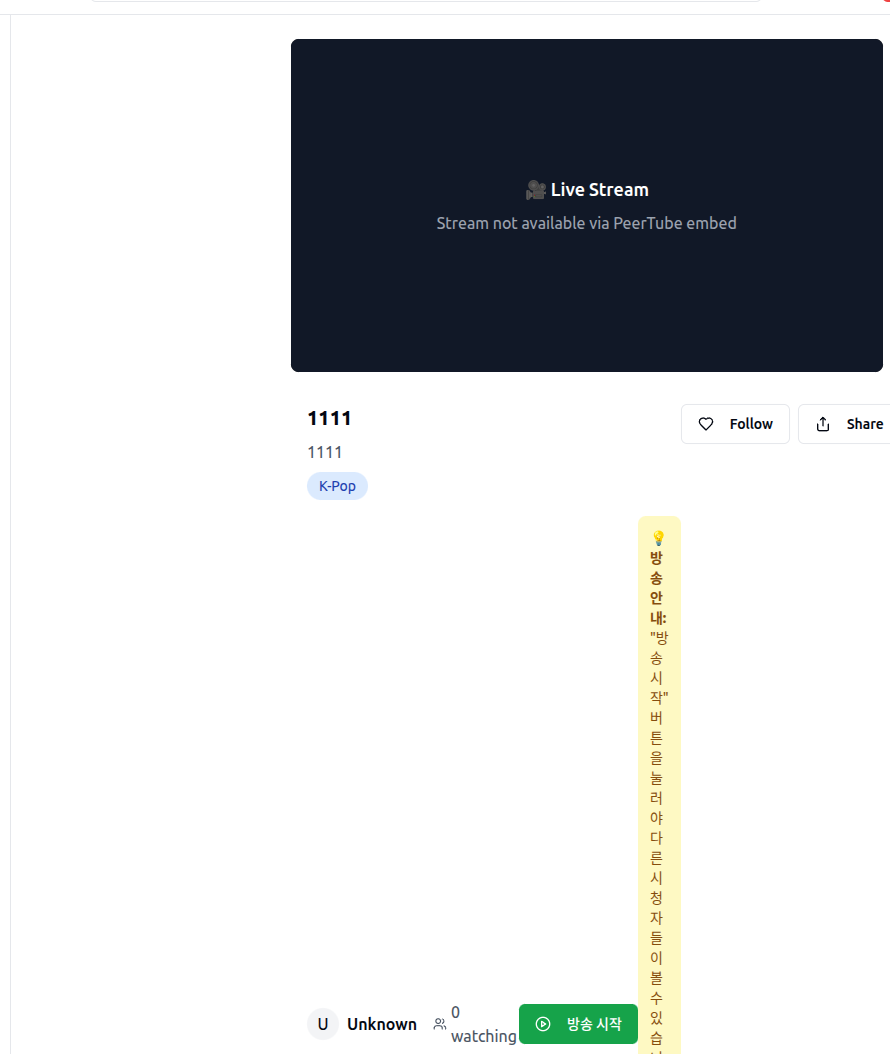 🎥 Live Stream
Stream not available via PeerTube embed
1111
1111
K-Pop
Follow
Share
💡
방
송
안
내:
"방
송
시
작"
버
튼
을
눌
러
야
다
른
시
청
자
들
이
볼
수
있
습
U
Unknown
0
watching
방송 시작